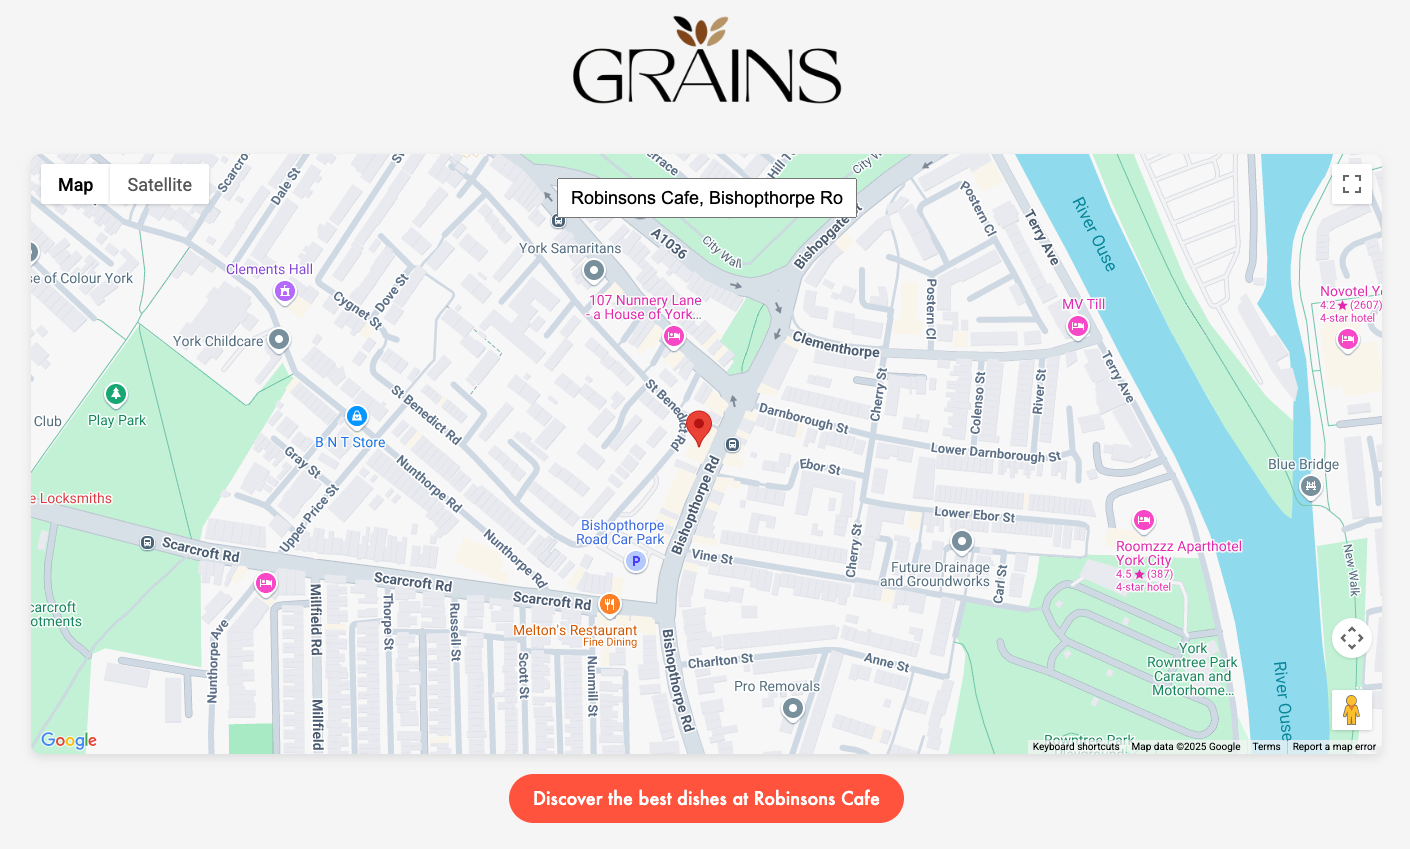 GRAINS
Map
Satellite
Robinsons Cafe, Bishopthorpe Ro
Scarcro
Dale St
St
errace
Hill T
City W
City Wall
A1036
Bishopgate St
Postern Cl
Terry Ave
River Ouse
York Samaritans
se of Colour York
Clements Hall
Cygnet St
Dove St
107 Nunnery Lane
- a House of York...
Postern Cl
MV Till
Novotel Yo
4.2★(2607)
4-star hotel
York Childcare
Clementhorpe
Terry Ave
Cherry St
Colenso St
River St
Play Park
Club
B N T Store
St Benedict Rd
St Benedict Rd
Darnborough St
Lower Darnborough St
Gray St
Nunthorpe Rd
Bishopthorpe Rd
Ebor St
Blue Bridge
e Locksmiths
Upper Price St
Lower Ebor St
Scarcroft Rd
Bishopthorpe
Road Car Park
P
Vine St
Cherry St
Roomzzz Aparthotel
York City
4.5★(387)
4-star hotel
Nunthorpe Rd
Future Drainage
and Groundworks
Carl St
New Walk
Scarcroft Rd
Scarcroft Rd
carcroft
otments
Millfield Rd
Thorpe St
Russell St
Melton's Restaurant
Fine Dining
Nunthorpe Ave
Scott St
Nunmill St
Bishopthorpe Rd
Charlton St
Anne St
York
Rowntree Park
Caravan and
Motorhome...
Pro Removals
River Ouse
Millfield
Rowntree Park
Google
Keyboard shortcuts
Map data ©2025 Google
Terms
Report a map error
Discover the best dishes at Robinsons Cafe